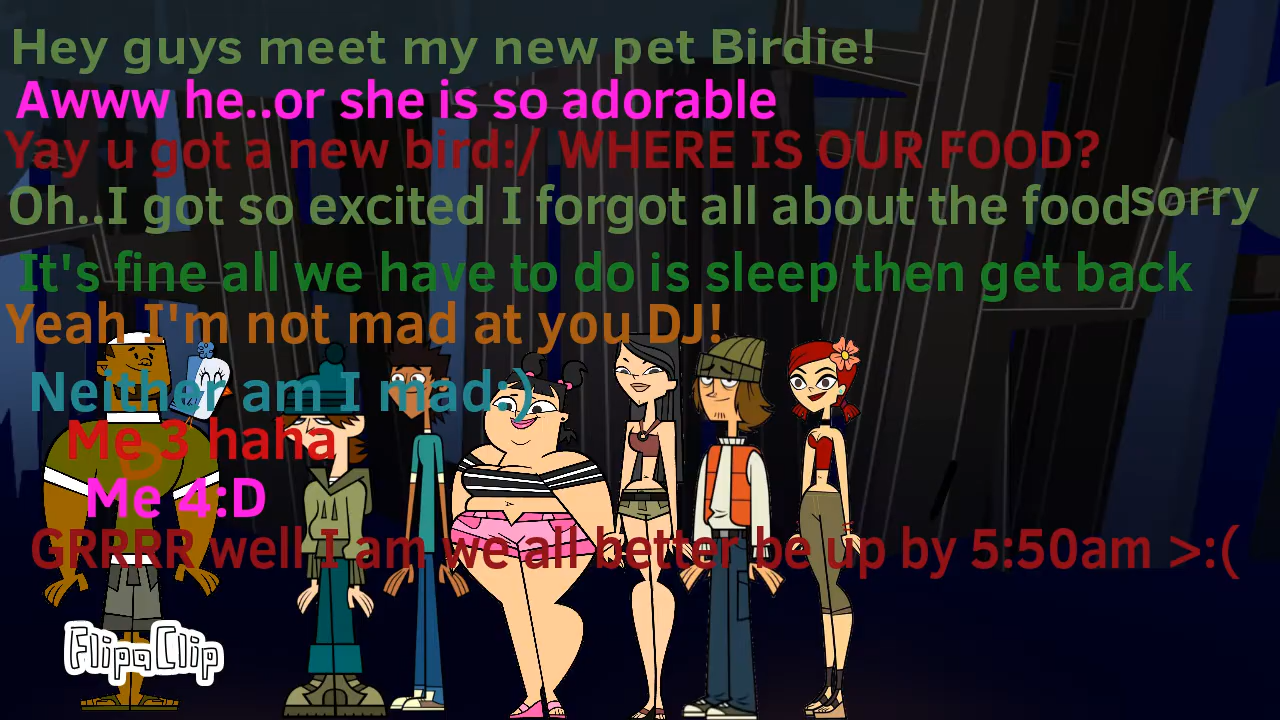 Hey guys meet my new pet Birdie!
Awww he..or she is so adorable
Yay u got a new bird:/ WHERE IS OUR FOOD?
Oh..I got so excited I forgot all about the food sorry
It's fine all we have to do is sleep then get back
Yeah I'm not mad at you DJ!
Neither am I mad:)
Me 3 haha
Me 4:D
GRRRR well I am we all better be up by 5:50am >:(
D
FlipaClip